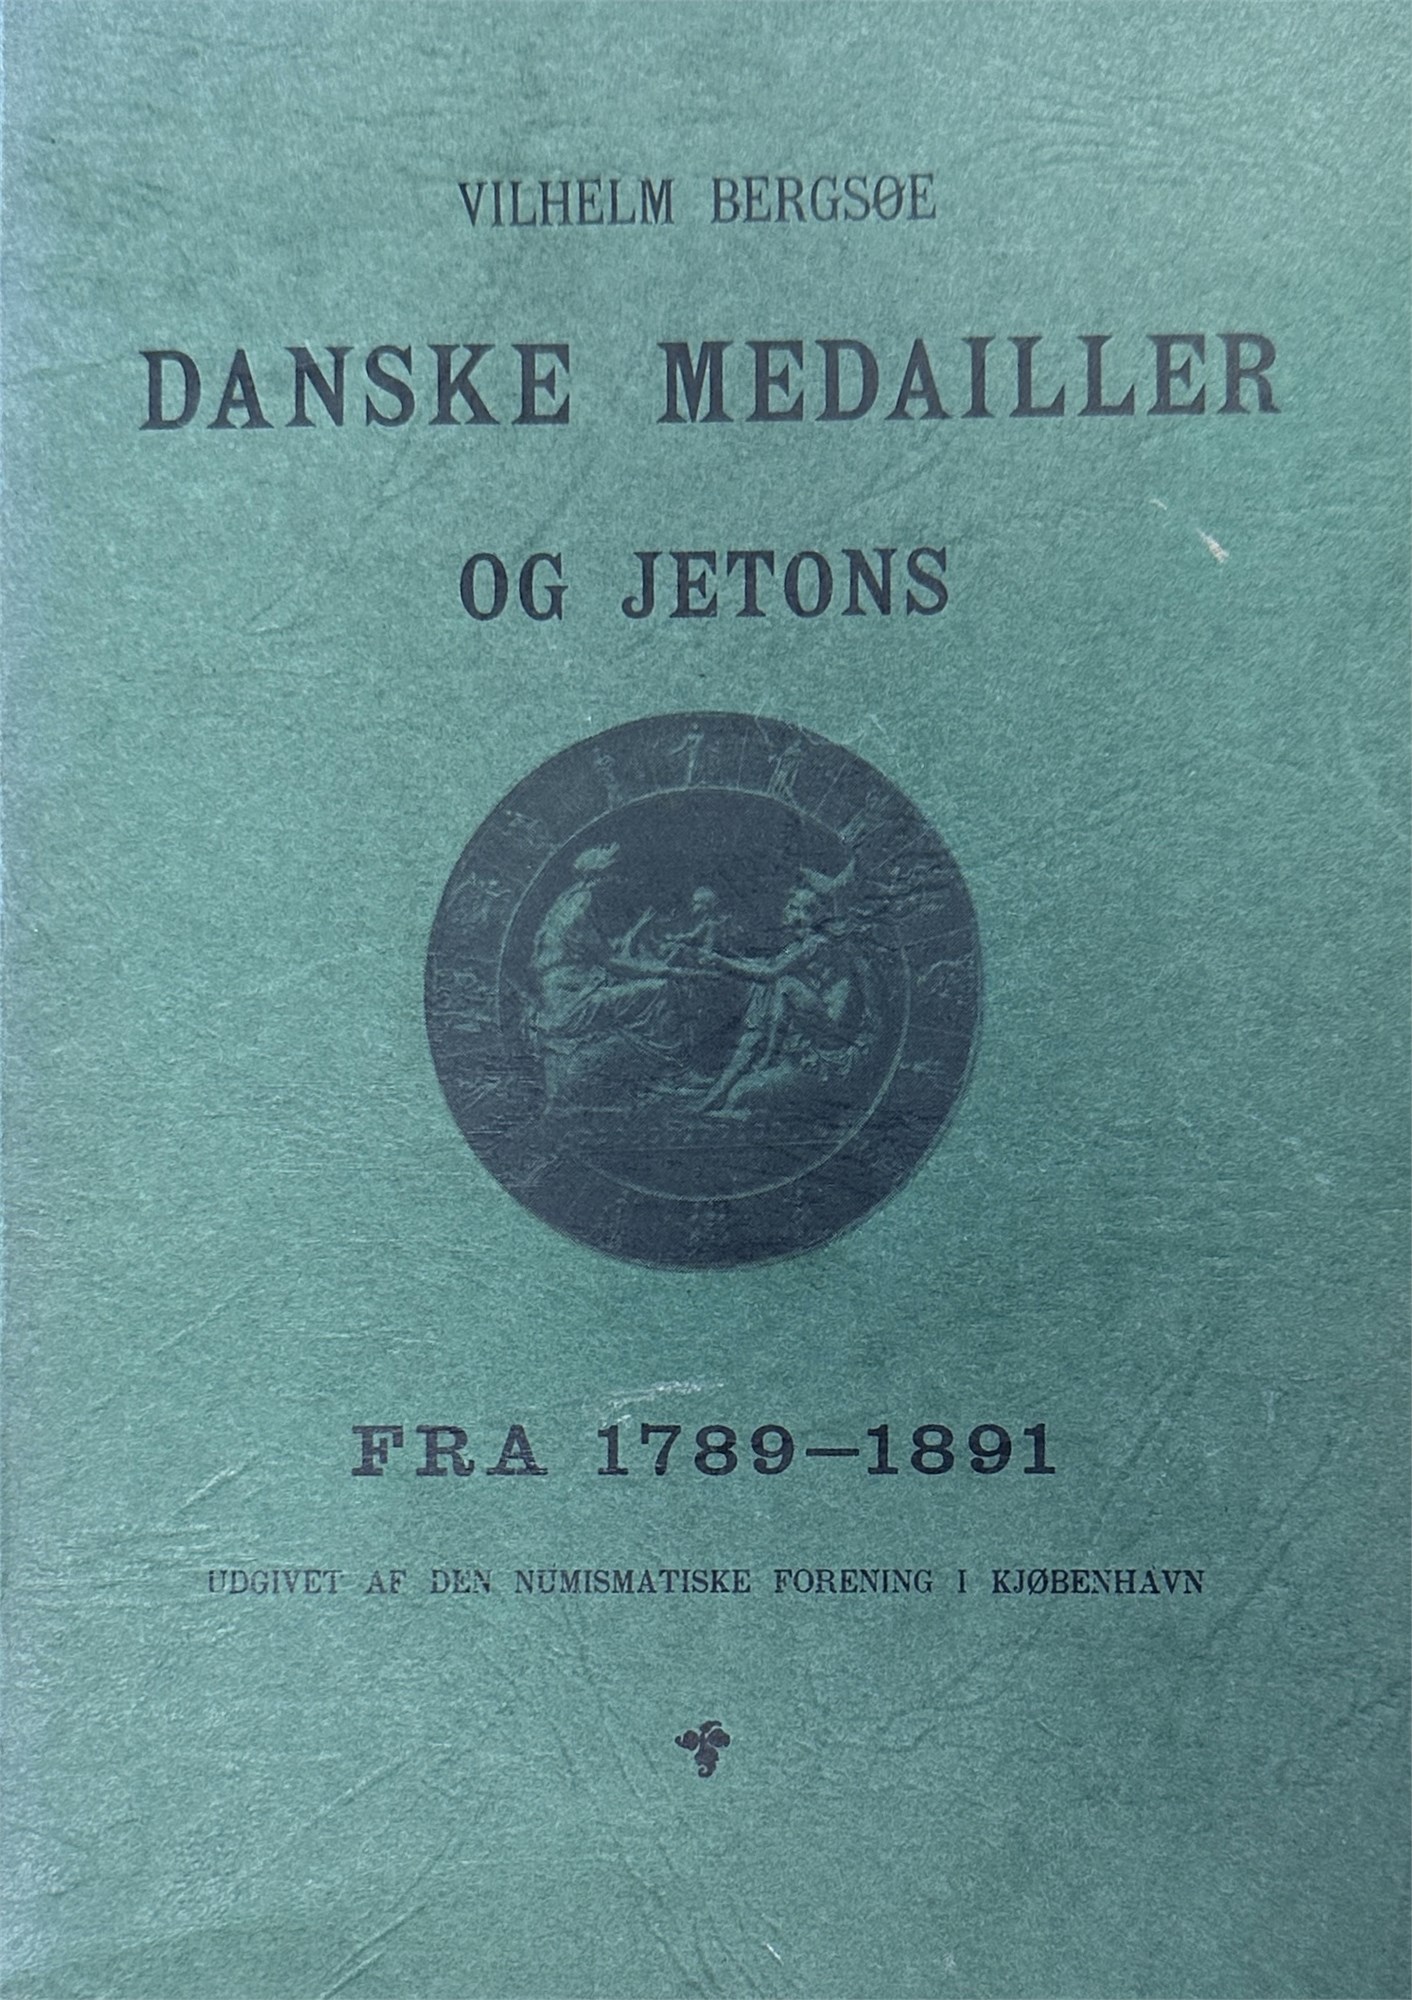 VILHELM BERGSØE
DANSKE MEDAILLER
OG JETONS
FRA 1789—1891
UDGIVET AF DEN NUMISMATISKE FORENING I KJØBENHAVN